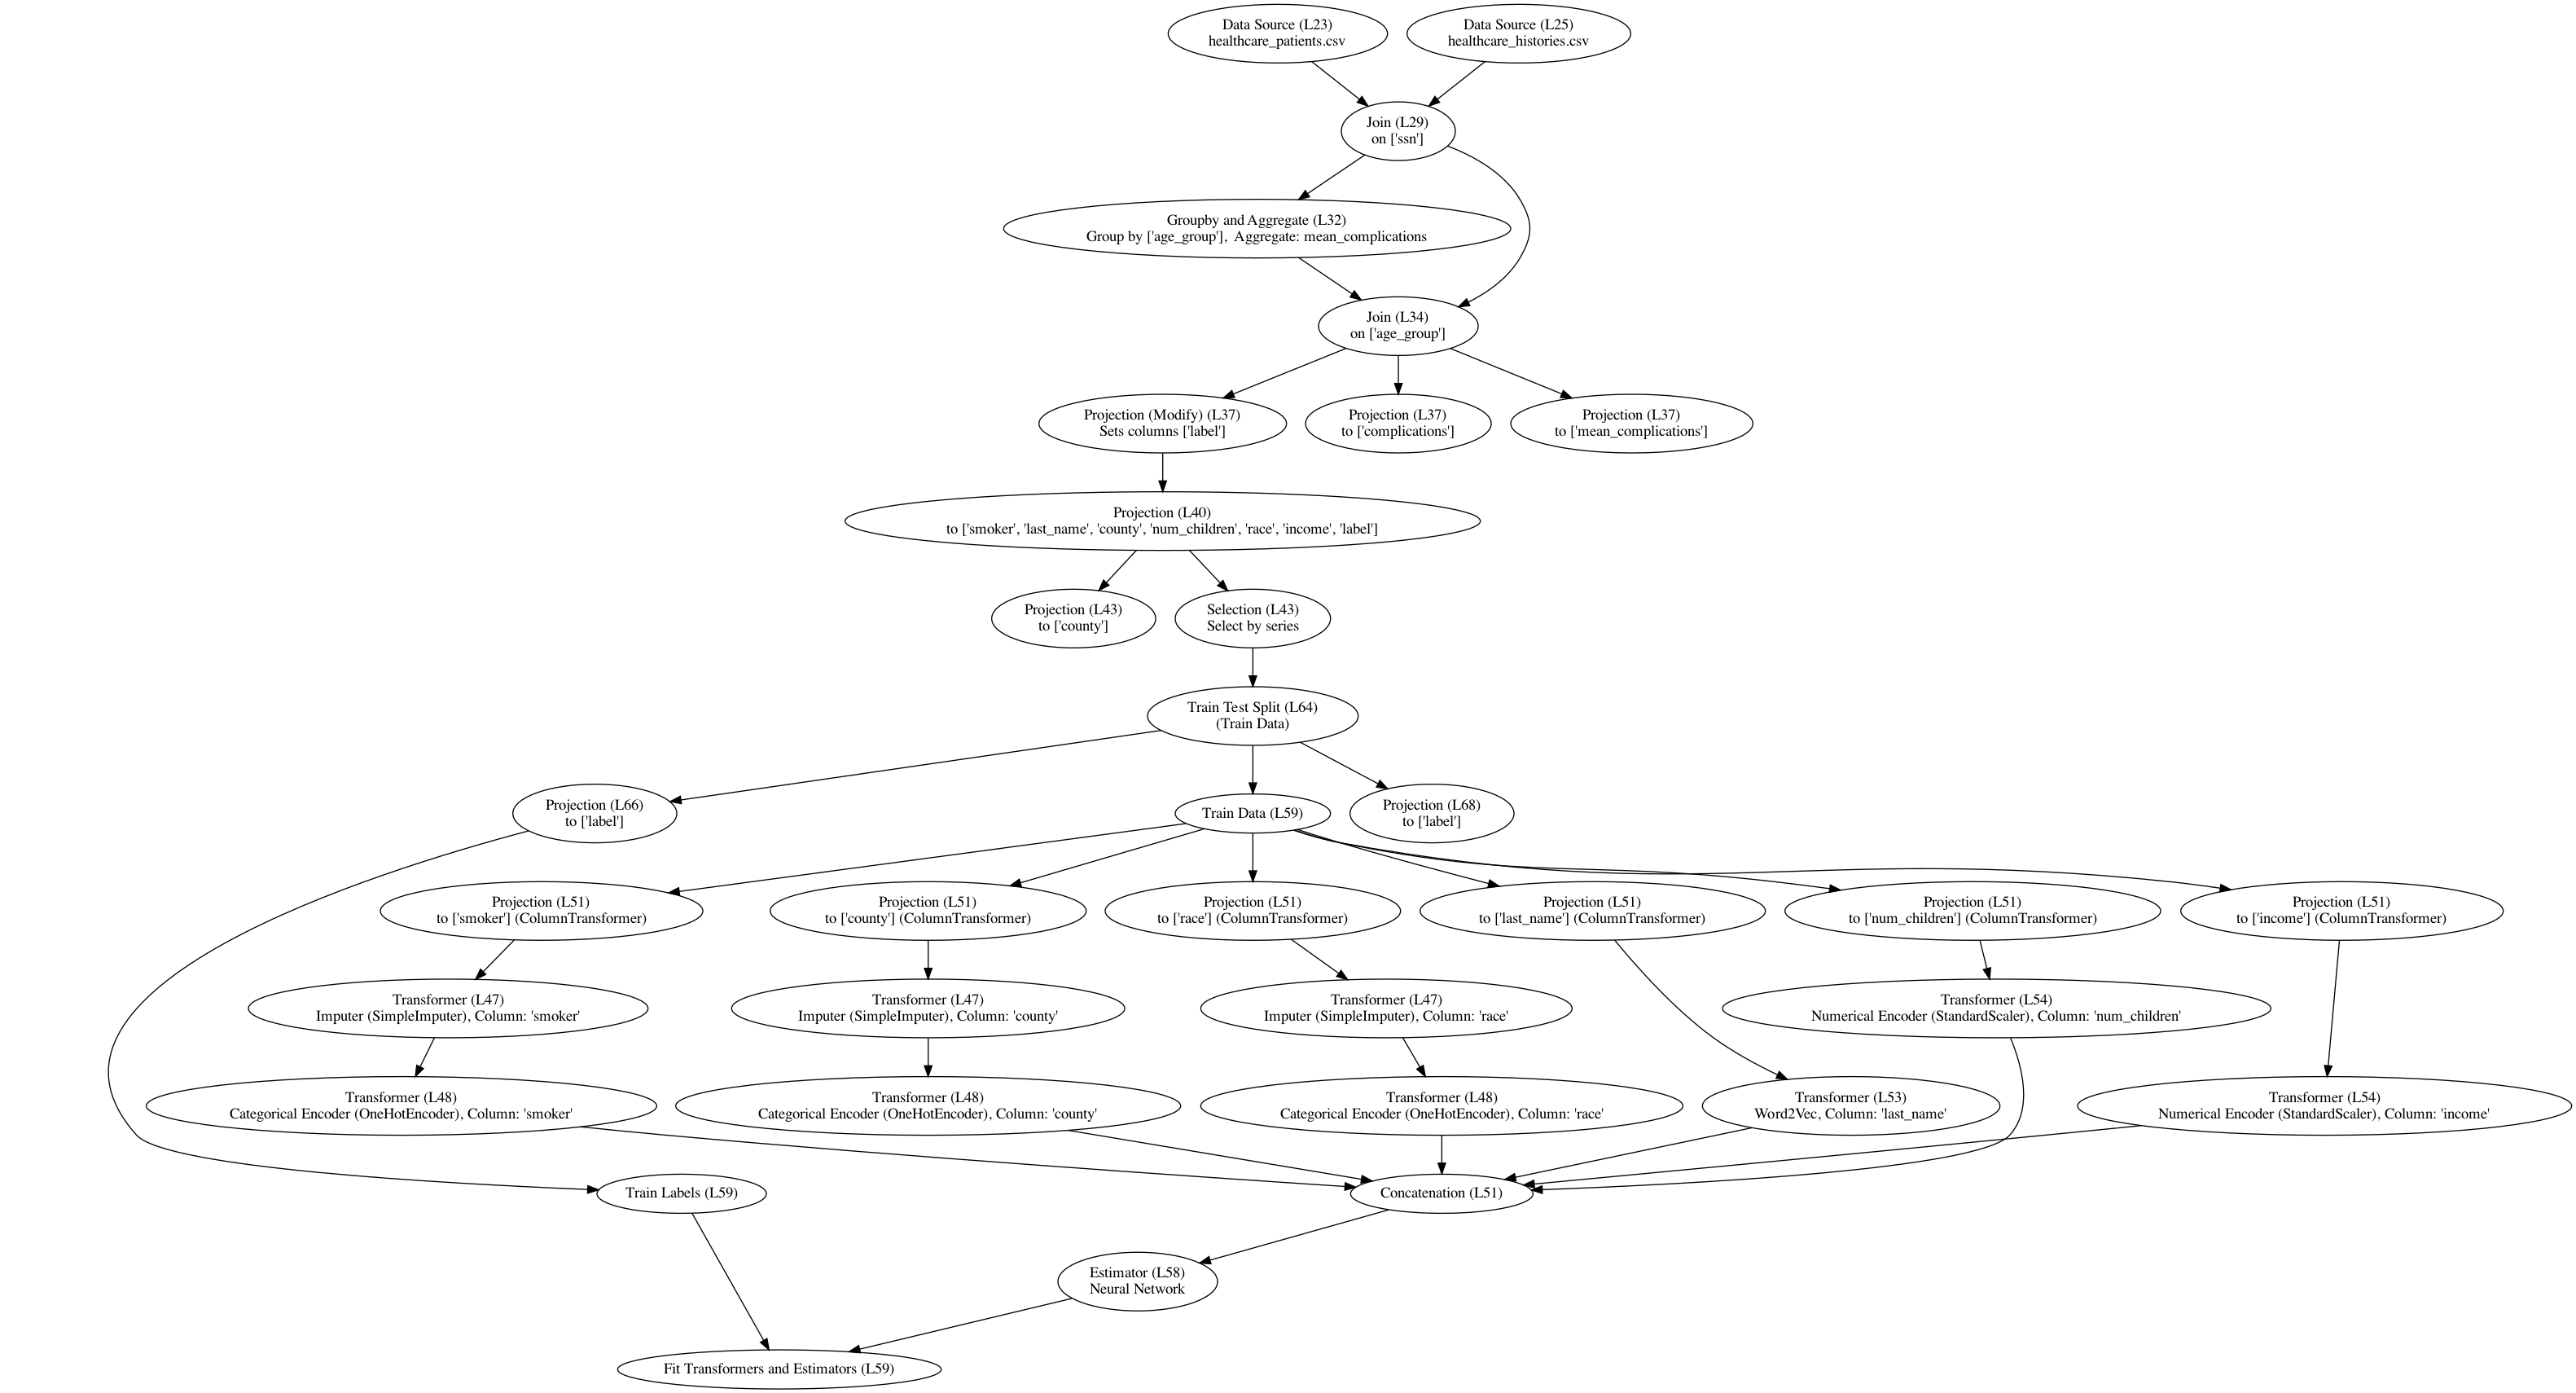 Data Source (L23)
healthcare_patients.csv
Data Source (L25)
healthcare_histories.csv
Join (L29)
on ['ssn']
Groupby and Aggregate (L32)
Group by ['age_group'],  Aggregate: mean_complications
Join (L34)
on ['age_group']
Projection (Modify) (L37)
Sets columns ['label']
Projection (L37)
to ['complications']
Projection (L37)
to ['mean_complications']
Projection (L40)
to ['smoker', 'last_name', 'county', 'num_children', 'race', 'income', 'label']
Projection (L43)
to ['county']
Selection (L43)
Select by series
Train Test Split (L64)
(Train Data)
Projection (L66)
to ['label']
Train Data (L59)
Projection (L68)
to ['label']
Projection (L51)
to ['smoker'] (ColumnTransformer)
Projection (L51)
to ['county'] (ColumnTransformer)
Projection (L51)
to ['race'] (ColumnTransformer)
Projection (L51)
to ['last_name'] (ColumnTransformer)
Projection (L51)
to ['num_children'] (ColumnTransformer)
Projection (L51)
to ['income'] (ColumnTransformer)
Transformer (L47)
Imputer (SimpleImputer), Column: 'smoker'
Transformer (L47)
Imputer (SimpleImputer), Column: 'county'
Transformer (L47)
Imputer (SimpleImputer), Column: 'race'
Transformer (L54)
Numerical Encoder (StandardScaler), Column: 'num_children'
Transformer (L48)
Categorical Encoder (OneHotEncoder), Column: 'smoker'
Transformer (L48)
Categorical Encoder (OneHotEncoder), Column: 'county'
Transformer (L48)
Categorical Encoder (OneHotEncoder), Column: 'race'
Transformer (L53)
Word2Vec, Column: 'last_name'
Transformer (L54)
Numerical Encoder (StandardScaler), Column: 'income'
Train Labels (L59)
Concatenation (L51)
Estimator (L58)
Neural Network
Fit Transformers and Estimators (L59)